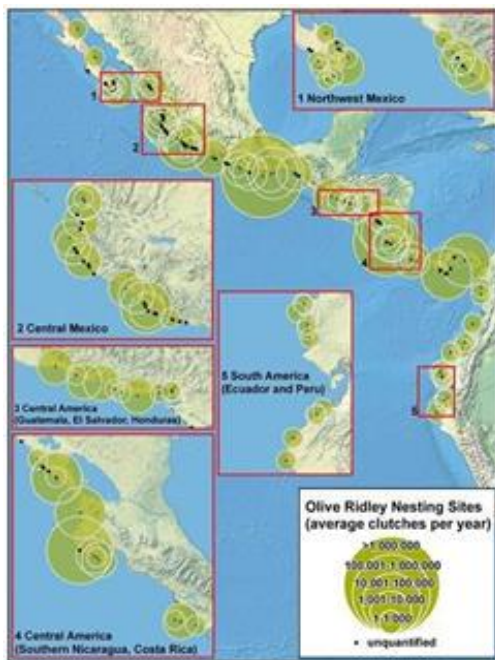 1
1 Northwest Mexico
2
3
4
2 Central Mexico
5 South America
(Ecuador and Peru)
5
3 Central America
(Guatemala, El Salvador, Honduras)
4 Central America
(Southern Nicaragua, Costa Rica)
Olive Ridley Nesting Sites
(average clutches per year)
>1 000 000
100.001-1.000.000
10.001-100.000
1.001-10.000
1-1.000
• unquantified